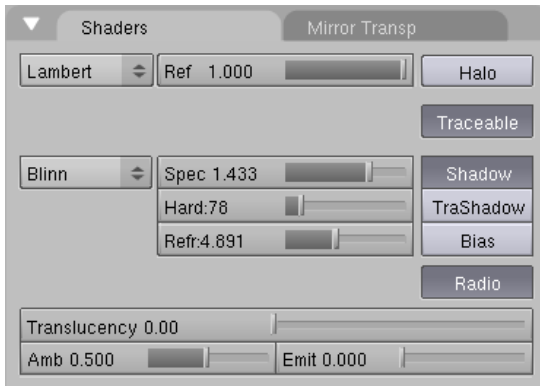 Shaders Mirror Transp
Lambert Ref 1.000 Halo
Traceable
Blinn Spec 1.433 Shadow
Hard:78 TraShadow
Refr:4.891 Bias
Radio
Translucency 0.00
Amb 0.500 Emit 0.000